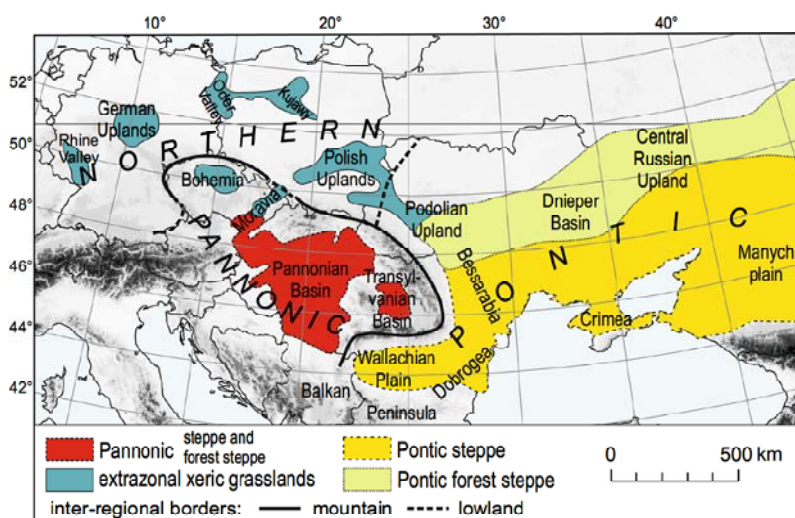 10°
20°
30°
40°
52°
50°
48°
46°
44°
42°
Oder
Valley
Kujawy
German
Uplands
Rhine
Valley
NORTHERN
Bohemia
Moravia
Polish
Uplands
Podolian
Upland
Central
Russian
Upland
Dnieper
Basin
PANNONIC
Pannonian
Basin
Transyl-
vanian
Basin
Bessarabia
PONTIC
Manych
plain
Crimea
Wallachian
Plain
Dobrogea
Balkan
Peninsula
Pannonic steppe and forest steppe
Pontic steppe
0 500 km
extrazonal xeric grasslands
Pontic forest steppe
inter-regional borders: mountain lowland